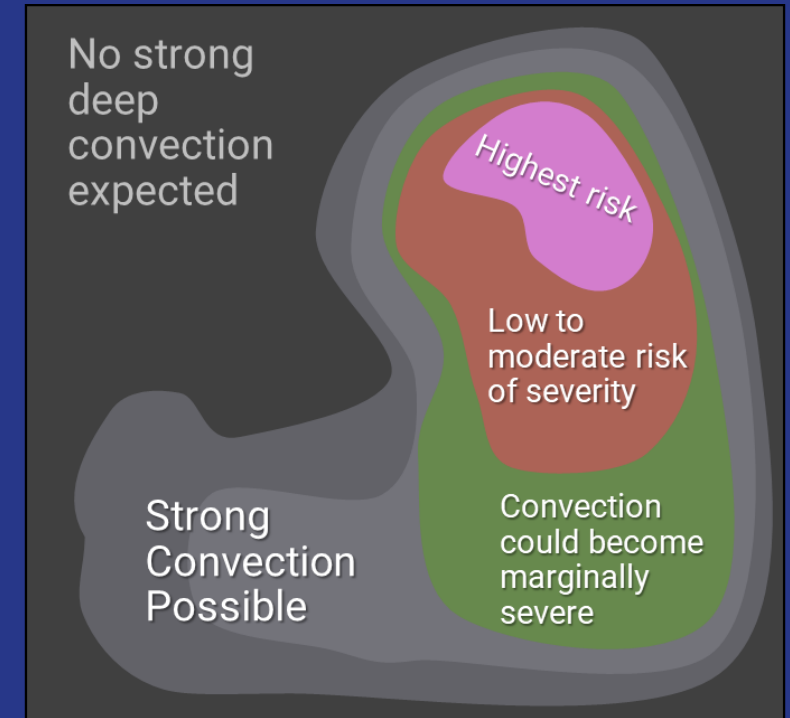 No strong
deep
convection
expected
Highest risk
Low to
moderate risk
of severity
Strong
Convection
Possible
Convection
could become
marginally
severe